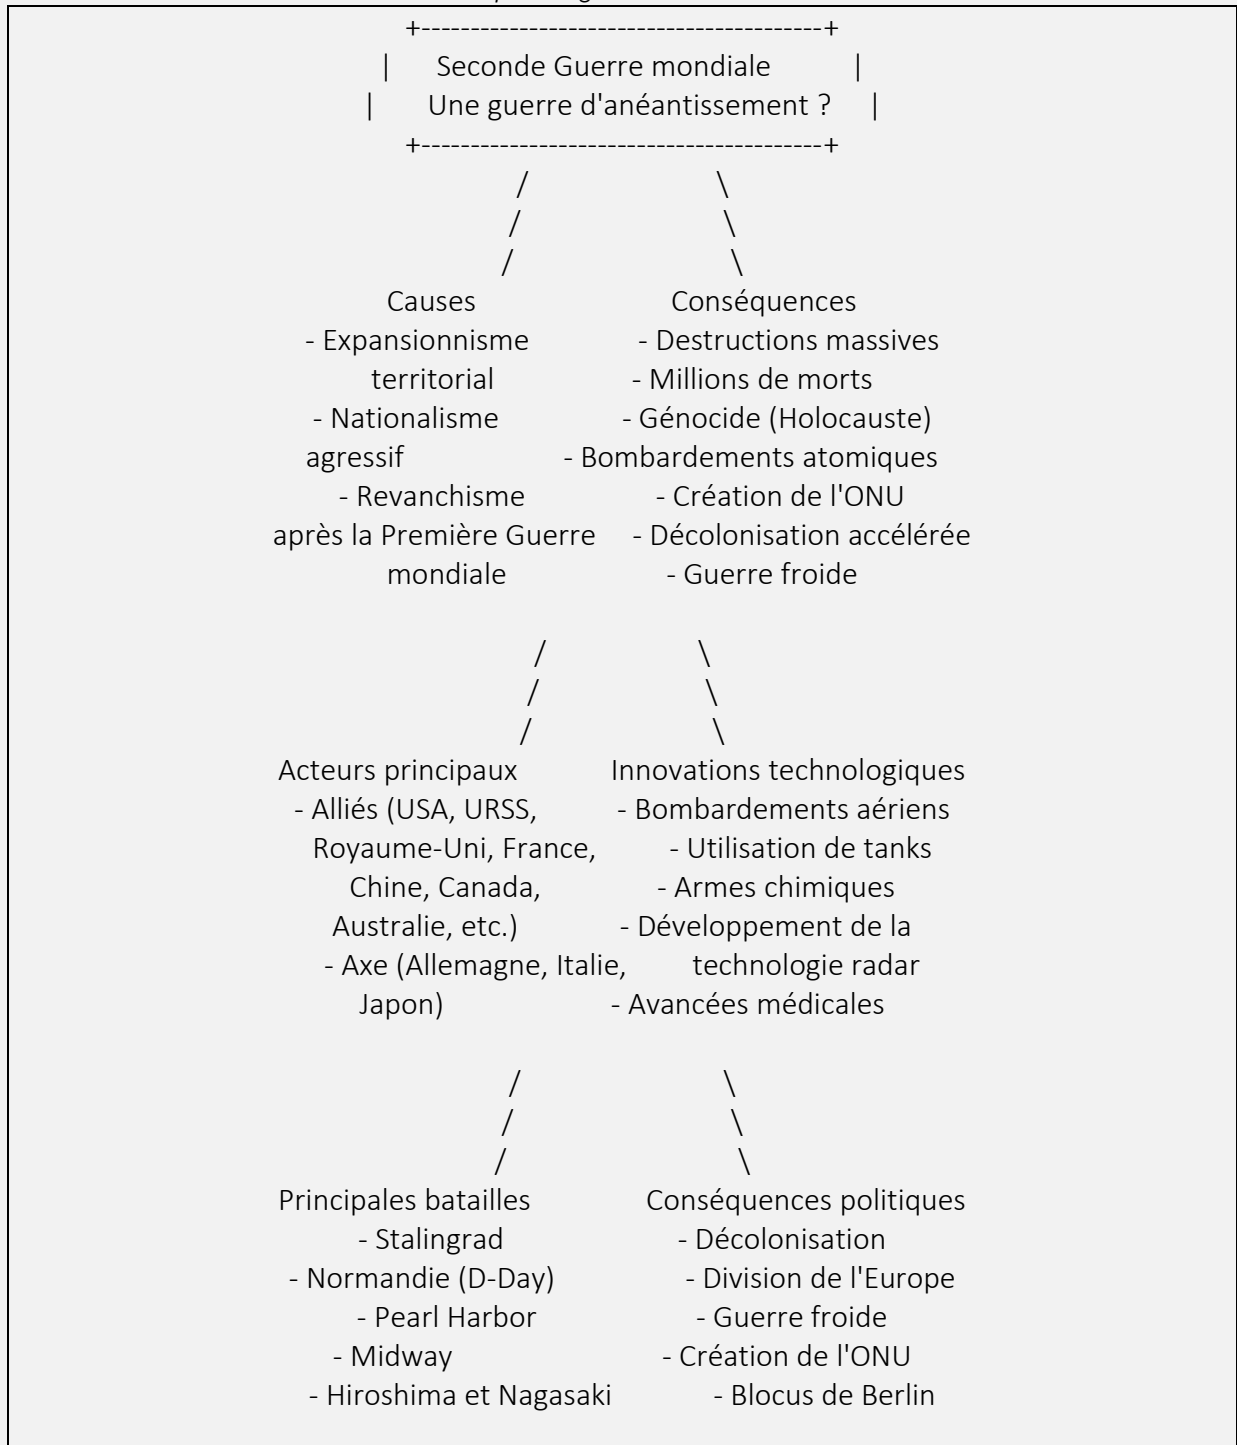 +----------------------------------------+
| Seconde Guerre mondiale |
| Une guerre d'anéantissement ? |
+----------------------------------------+
/ \
/ \
/ \
Causes Conséquences
- Expansionnisme - Destructions massives
territorial - Millions de morts
- Nationalisme - Génocide (Holocauste)
agressif - Bombardements atomiques
- Revanchisme - Création de l'ONU
après la Première Guerre - Décolonisation accélérée
mondiale - Guerre froide
/ \
/ \
/ \
Acteurs principaux Innovations technologiques
- Alliés (USA, URSS, - Bombardements aériens
Royaume-Uni, France, - Utilisation de tanks
Chine, Canada, - Armes chimiques
Australie, etc.) - Développement de la
- Axe (Allemagne, Italie, technologie radar
Japon) - Avancées médicales
/ \
/ \
/ \
Principales batailles Conséquences politiques
- Stalingrad - Décolonisation
- Normandie (D-Day) - Division de l'Europe
- Pearl Harbor - Guerre froide
- Midway - Création de l'ONU
- Hiroshima et Nagasaki - Blocus de Berlin